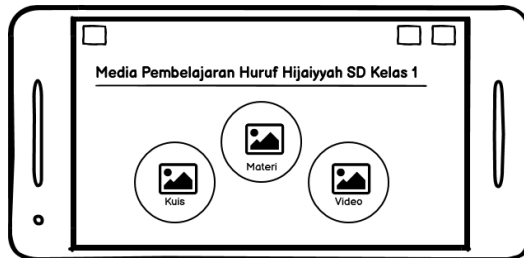 Media Pembelajaran Huruf Hijaiyyah SD Kelas 1
Materi
Kuis
Video